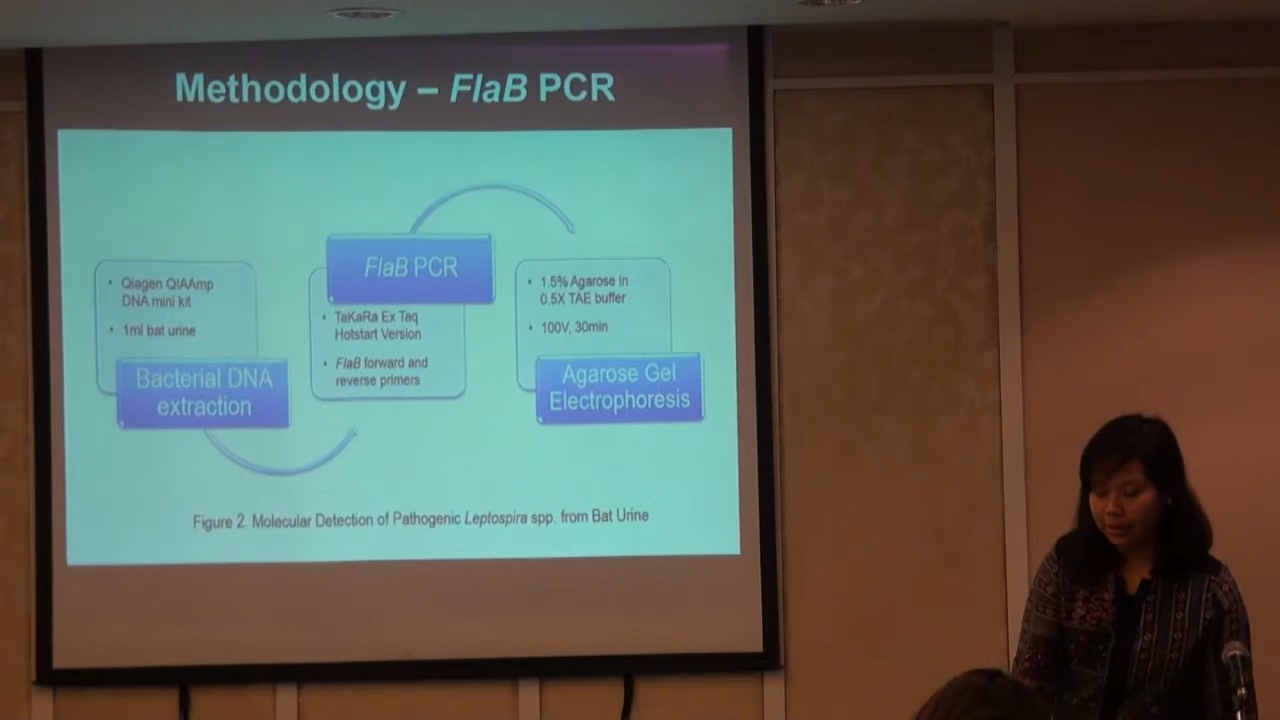 Methodology – FlaB PCR
• Qiagen QIAAmp
DNA mini kit
• 1ml bat urine
Bacterial DNA
extraction
FlaB PCR
• TaKaRa Ex Taq
Hotstart Version
• FlaB forward and
reverse primers
• 1.5% Agarose in
0.5X TAE buffer
• 100V, 30min
Agarose Gel
Electrophoresis
Figure 2. Molecular Detection of Pathogenic Leptospira spp. from Bat Urine